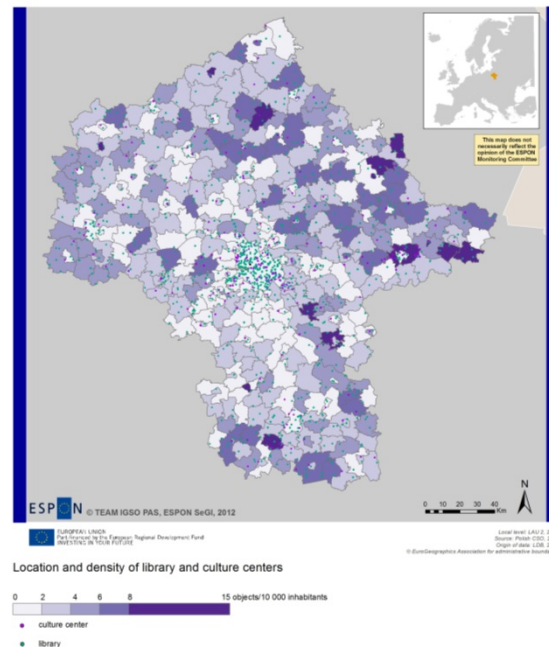 This map does not
necessarily reflect the
opinion of the ESPON
Monitoring Committee
N
0 10 20 30 40
Km
ESPON © TEAM IGSO PAS, ESPON SeGI, 2012
EUROPEAN UNION
Part-financed by the European Regional Development Fund
INVESTING IN YOUR FUTURE
Local level: LAU 2,
Source: Polish CSO,
Origin of data: LDB,
© EuroGeographics Association for administrative
Location and density of library and culture centers
0 2 4 6 8 15 objects/10 000 inhabitants
culture center
library